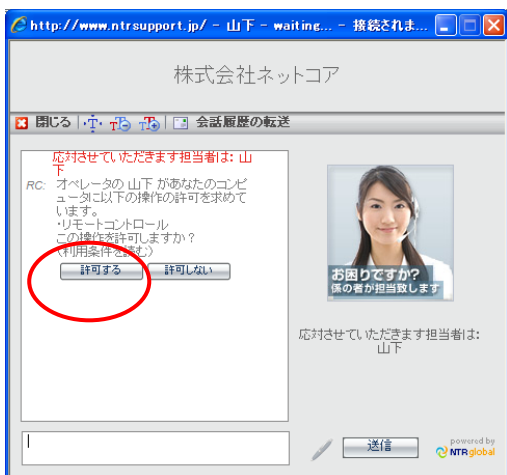 http://www.ntrsupport.jp/ - 山下 - waiting... - 接続されま...
株式会社ネットコア
閉じる
会話履歴の転送
応対させていただきます担当者は: 山
下
RC: オペレータの 山下 があなたのコンピ
ュータに以下の操作の許可を求めて
います。
・リモートコントロール
この操作を許可しますか？
(利用条件を読む)
許可する 許可しない
お困りですか?
係の者が担当致します
応対させていただきます担当者は:
山下
送信
powered by
NTRglobal